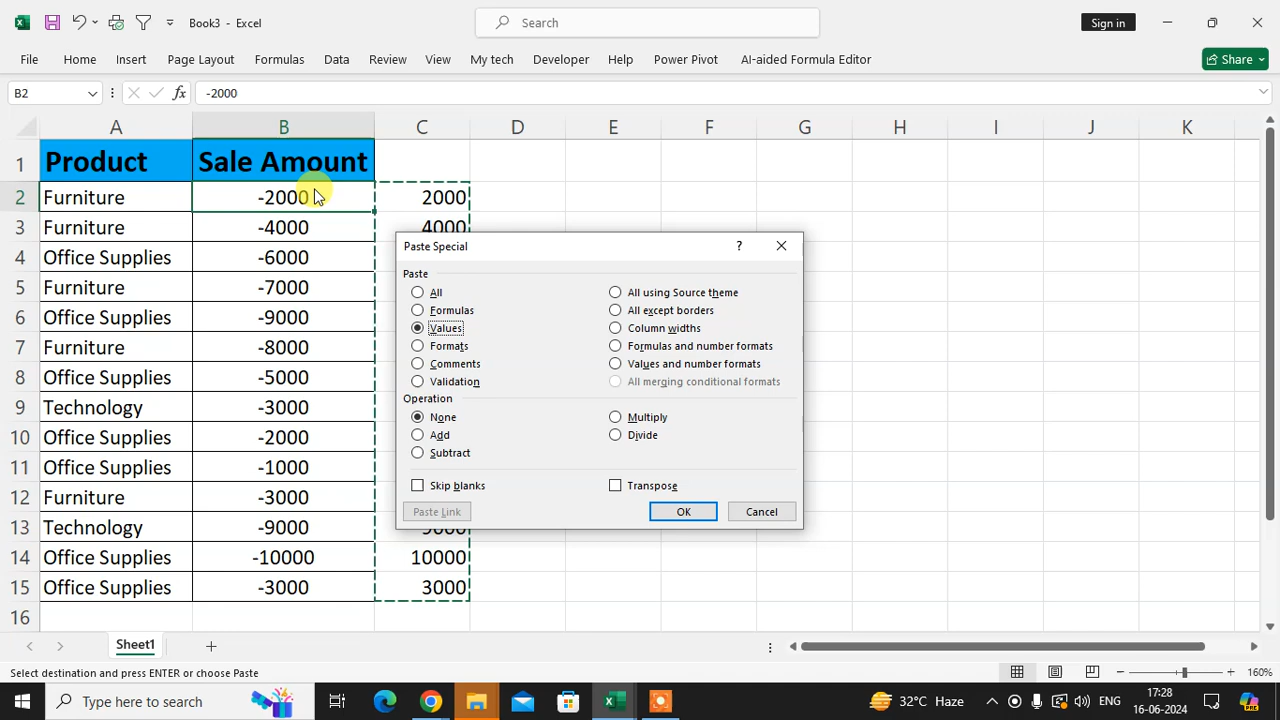 Book3 - Excel
Search
Sign in
File Home Insert Page Layout Formulas Data Review View My tech Developer Help Power Pivot AI-aided Formula Editor Share
B2 fx -2000
A B C D E F G H I J K
1 Product Sale Amount
2 Furniture -2000 2000
3 Furniture -4000 4000
4 Office Supplies -6000
5 Furniture -7000
6 Office Supplies -9000
7 Furniture -8000
8 Office Supplies -5000
9 Technology -3000
10 Office Supplies -2000
11 Office Supplies -1000
12 Furniture -3000
13 Technology -9000 9000
14 Office Supplies -10000 10000
15 Office Supplies -3000 3000
16
Paste Special ?
Paste
All All using Source theme
Formulas All except borders
Values Column widths
Formats Formulas and number formats
Comments Values and number formats
Validation All merging conditional formats
Operation
None Multiply
Add Divide
Subtract
Skip blanks Transpose
Paste Link OK Cancel
Sheet1
Select destination and press ENTER or choose Paste
160%
Type here to search
32°C Haze
ENG
17:28
16-06-2024